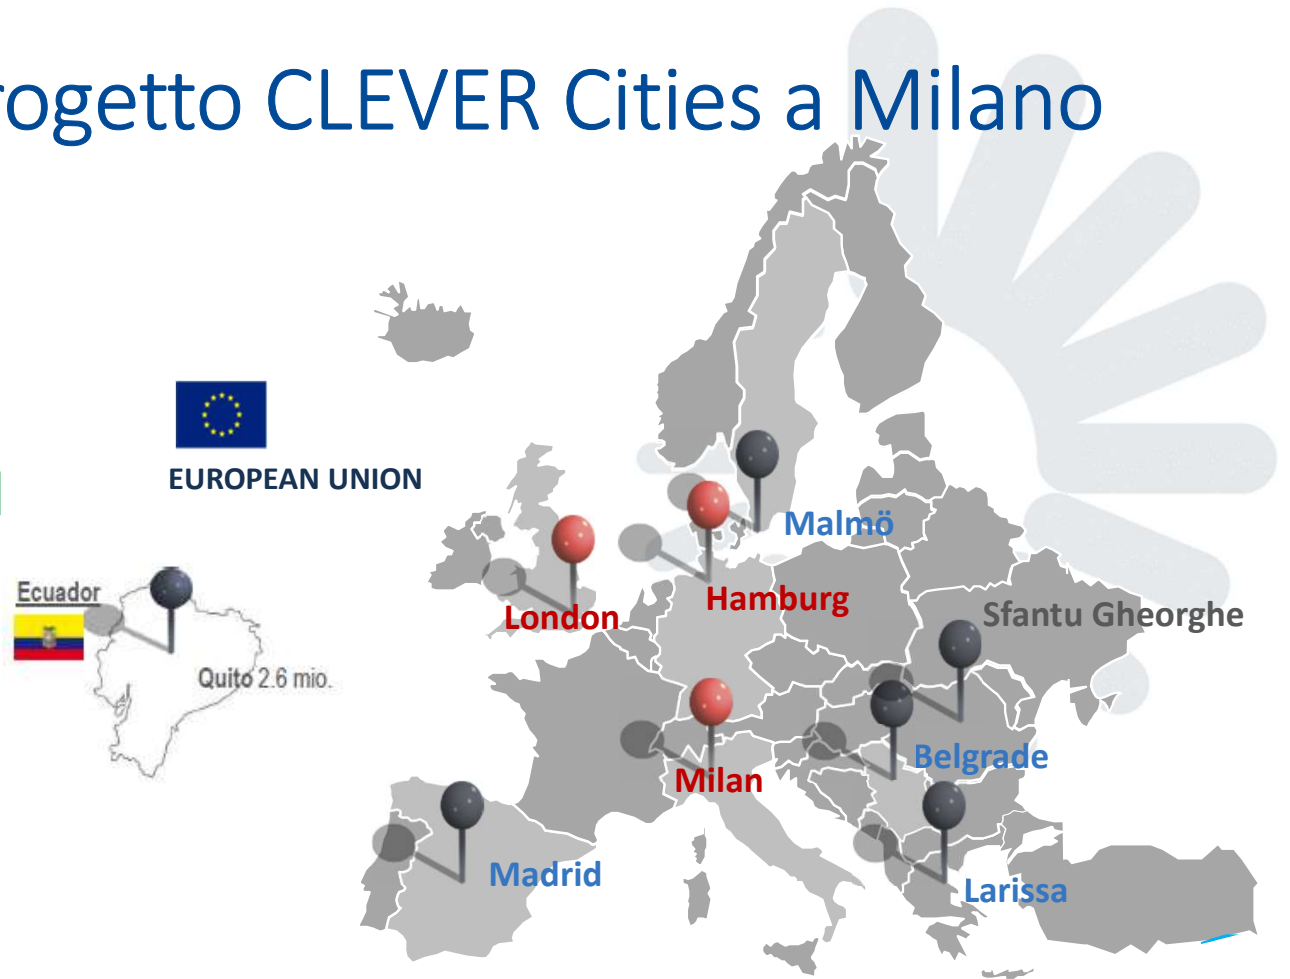 rogetto CLEVER Cities a Milano
EUROPEAN UNION
Malmö
Ecuador
London
Hamburg
Sfantu Gheorghe
Quito 2.6 mio.
Belgrade
Milan
Madrid
Larissa